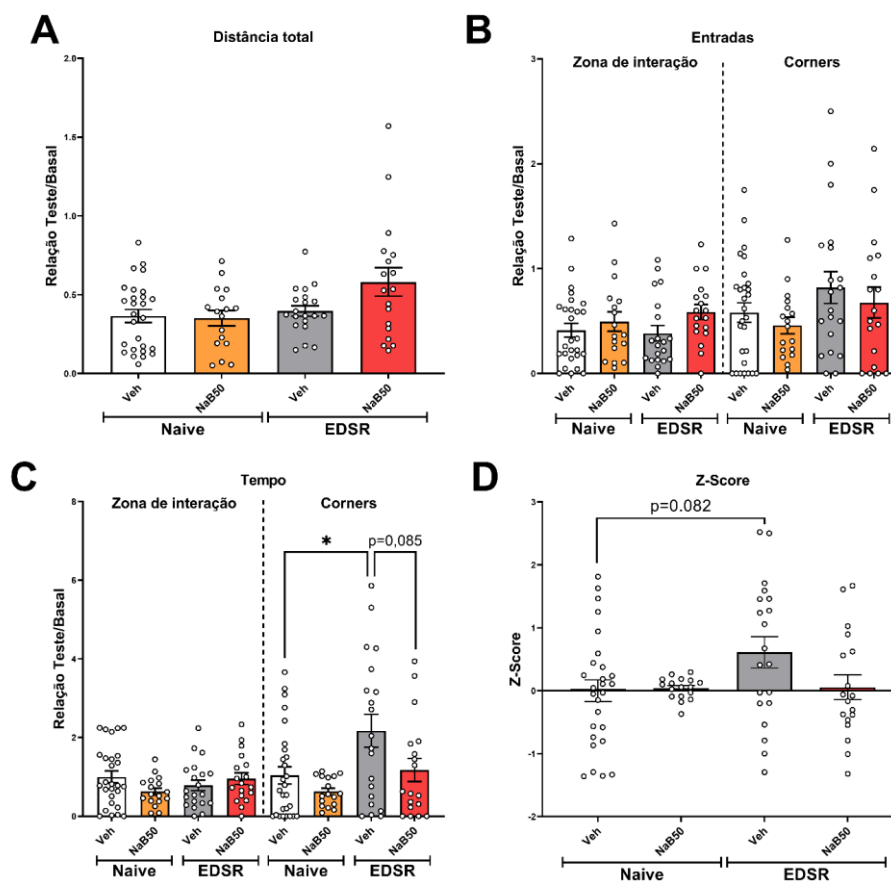 A
Distância total
2.0
1.5
1.0
0.5
0.0
Relação Teste/Basal
Veh
NaB50
Veh
NaB50
Naive
EDSR
B
Entradas
Zona de interação
Corners
3
2
1
0
Relação Teste/Basal
Veh
NaB50
Veh
NaB50
Veh
NaB50
Veh
NaB50
Naive
EDSR
Naive
EDSR
C
Tempo
Zona de interação
Corners
8
6
4
2
0
Relação Teste/Basal
*
p=0,085
Veh
NaB50
Veh
NaB50
Veh
NaB50
Veh
NaB50
Naive
EDSR
Naive
EDSR
D
Z-Score
3
2
1
0
-1
-2
Z-Score
p=0.082
Veh
NaB50
Veh
NaB50
Naive
EDSR